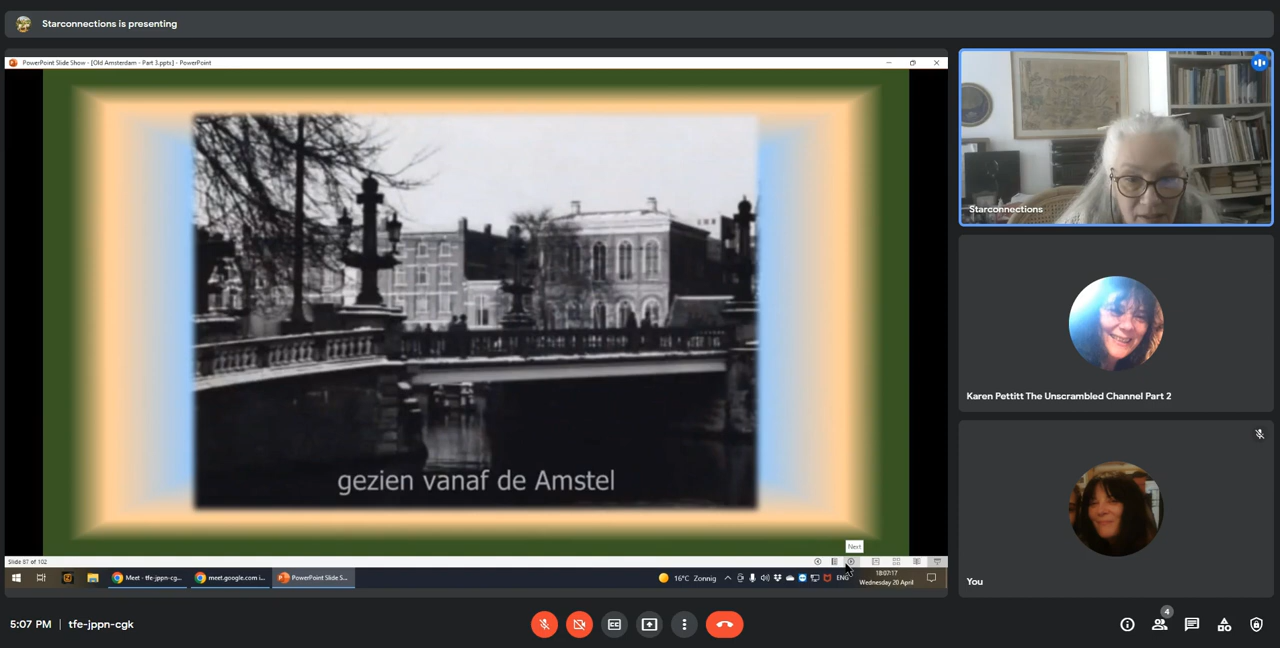 Starconnections is presenting
PowerPoint Slide Show - [Old Amsterdam - Part 3.ppts] - PowerPoint
gezien vanaf de Amstel
Starconnections
Karen Pettitt The Unscrambled Channel Part 2
You
Next
Slide 87 of 102
Meet - tfe-jppn-cg...
meet.google.com i...
PowerPoint Slide S...
16°C Zonnig
ENG
18:07:17
Wednesday 20 April
5:07 PM | tfe-jppn-cgk
4